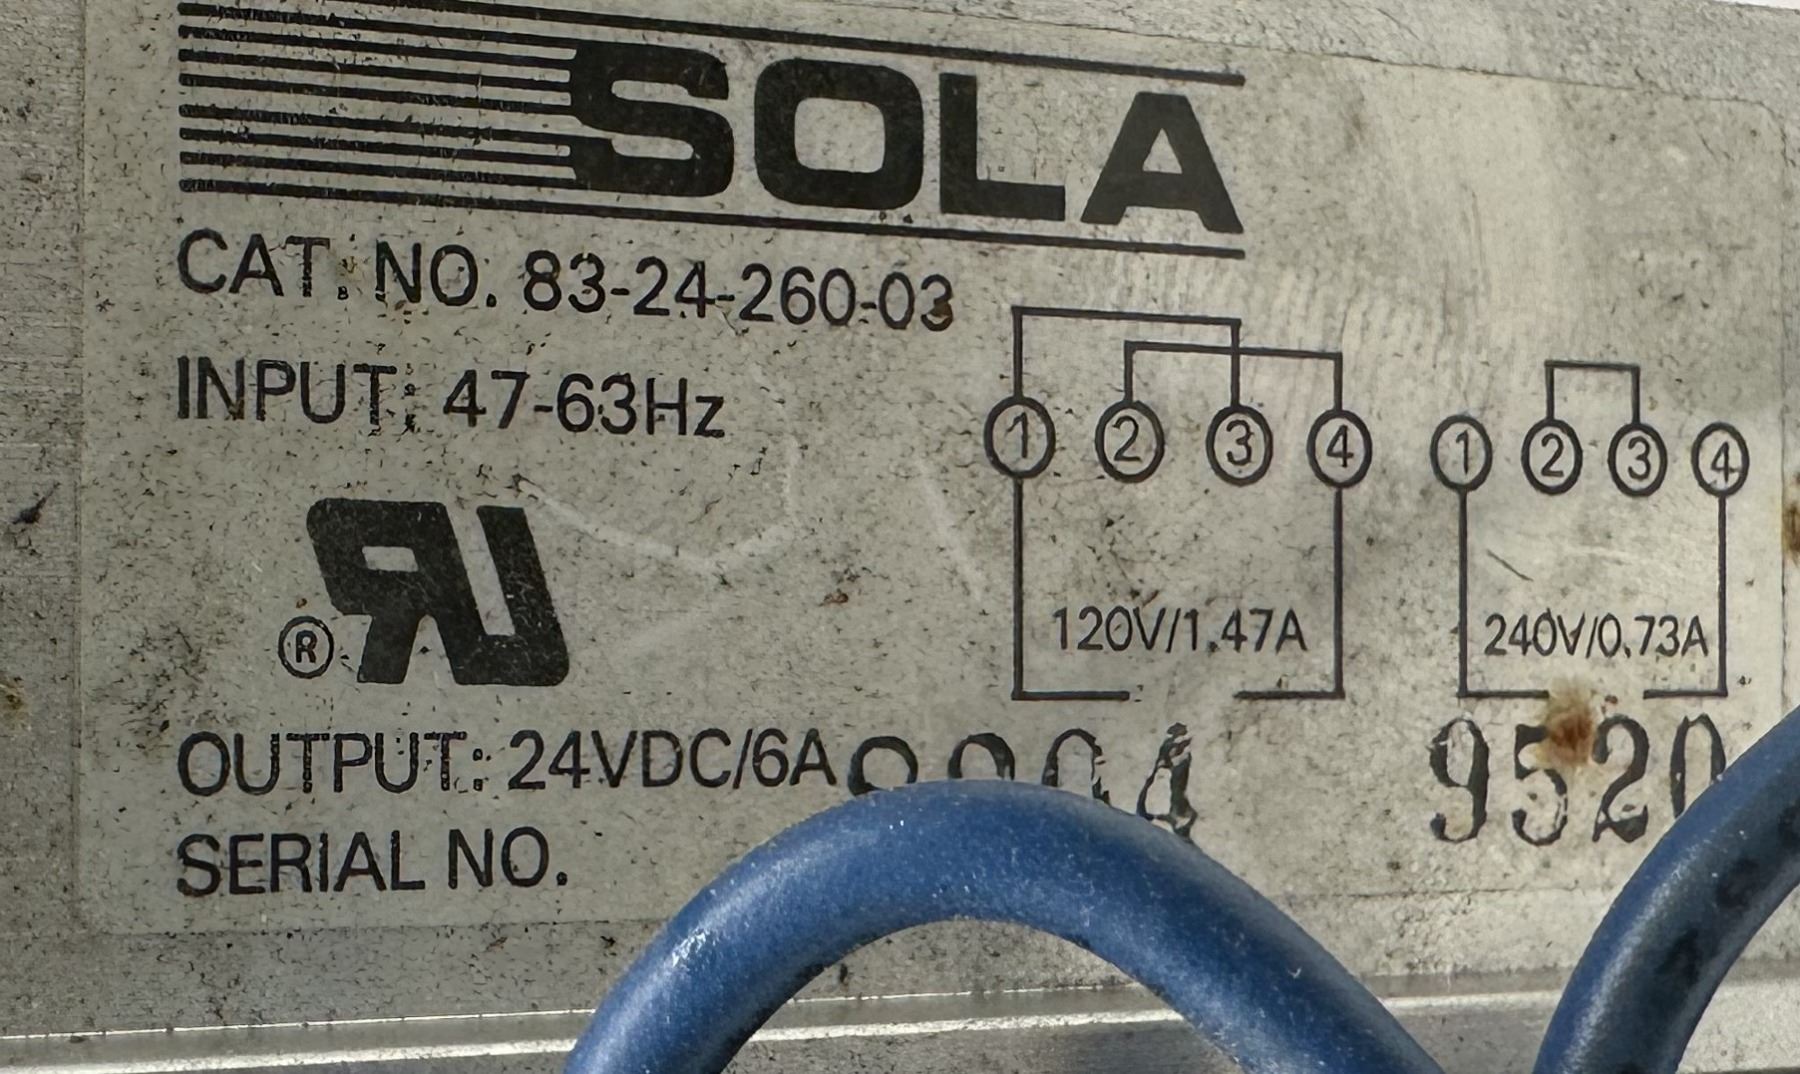 SOLA
CAT. NO. 83-24-260-03
INPUT: 47-63Hz
1 2 3 4 1 2 3 4
120V/1.47A 240V/0.73A
®
OUTPUT: 24VDC/6A
9520
SERIAL NO.